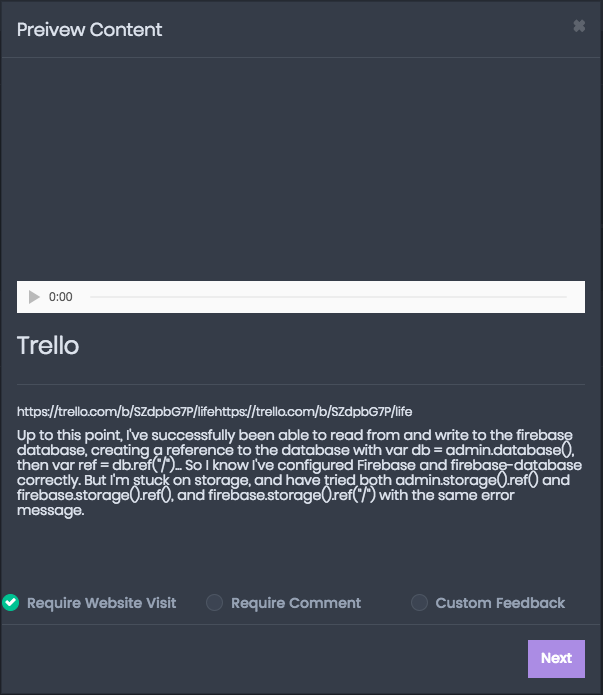 Preivew Content
0:00
Trello
https://trello.com/b/SZdpbG7P/lifehttps://trello.com/b/SZdpbG7P/life
Up to this point, I've successfully been able to read from and write to the firebase
database, creating a reference to the database with var db = admin.database(),
then var ref = db.ref("/")... So I know I've configured Firebase and firebase-database
correctly. But I'm stuck on storage, and have tried both admin.storage().ref() and
firebase.storage().ref(), and firebase.storage().ref("/") with the same error
message.
Require Website Visit
Require Comment
Custom Feedback
Next